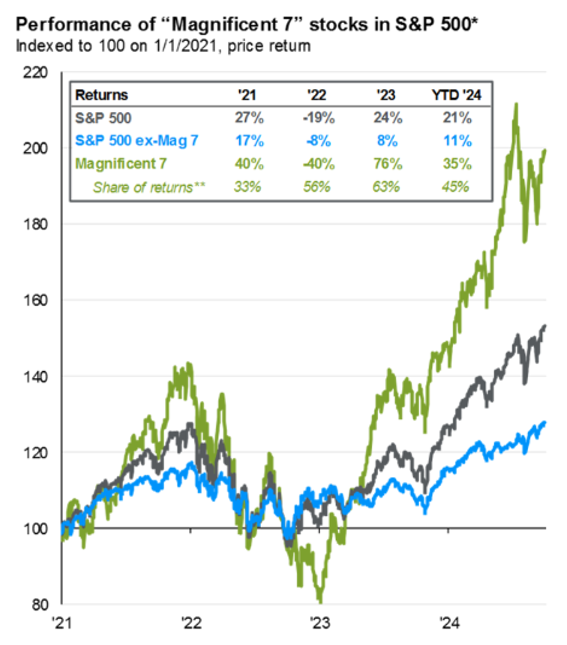 Performance of “Magnificent 7” stocks in S&P 500*
Indexed to 100 on 1/1/2021, price return
220
200
180
160
140
120
100
80
Returns '21 '22 '23 YTD '24
S&P 500 27% -19% 24% 21%
S&P 500 ex-Mag 7 17% -8% 8% 11%
Magnificent 7 40% -40% 76% 35%
Share of returns** 33% 56% 63% 45%
'21 '22 '23 '24